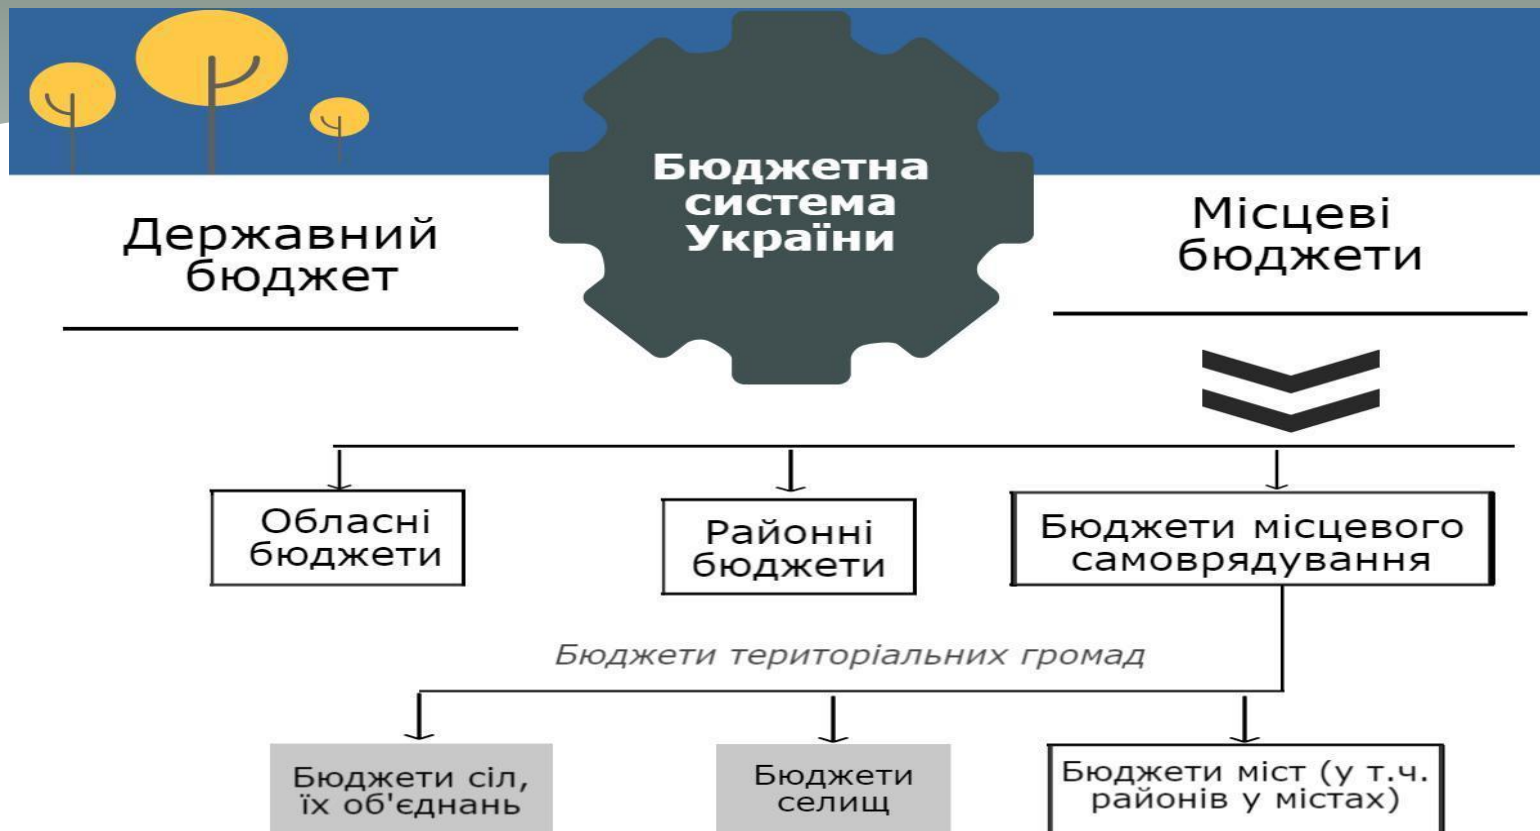 Бюджетна
система
України
Державний
бюджет
Місцеві
бюджети
Обласні
бюджети
Районні
бюджети
Бюджети місцевого
самоврядування
Бюджети територіальних громад
Бюджети сіл,
їх об'єднань
Бюджети
селищ
Бюджети міст (у т.ч.
районів у містах)